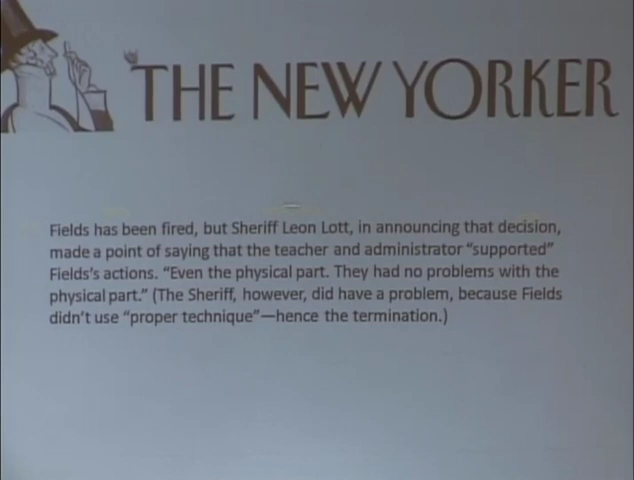 THE NEW YORKER
Fields has been fired, but Sheriff Leon Lott, in announcing that decision,
made a point of saying that the teacher and administrator “supported”
Fields’s actions. “Even the physical part. They had no problems with the
physical part.” (The Sheriff, however, did have a problem, because Fields
didn’t use “proper technique”—hence the termination.)